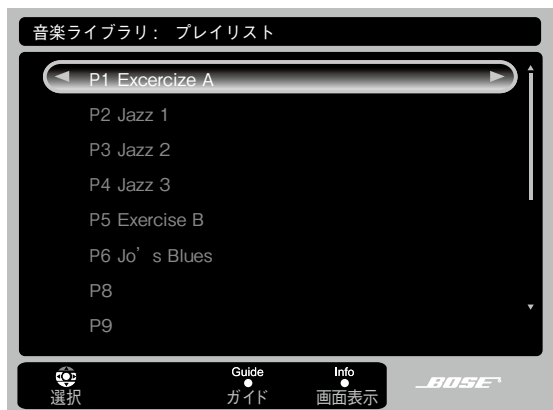 音楽ライブラリ： プレイリスト
P1 Excercize A
P2 Jazz 1
P3 Jazz 2
P4 Jazz 3
P5 Exercise B
P6 Jo’s Blues
P8
P9
選択
Guide
ガイド
Info
画面表示
BOSE